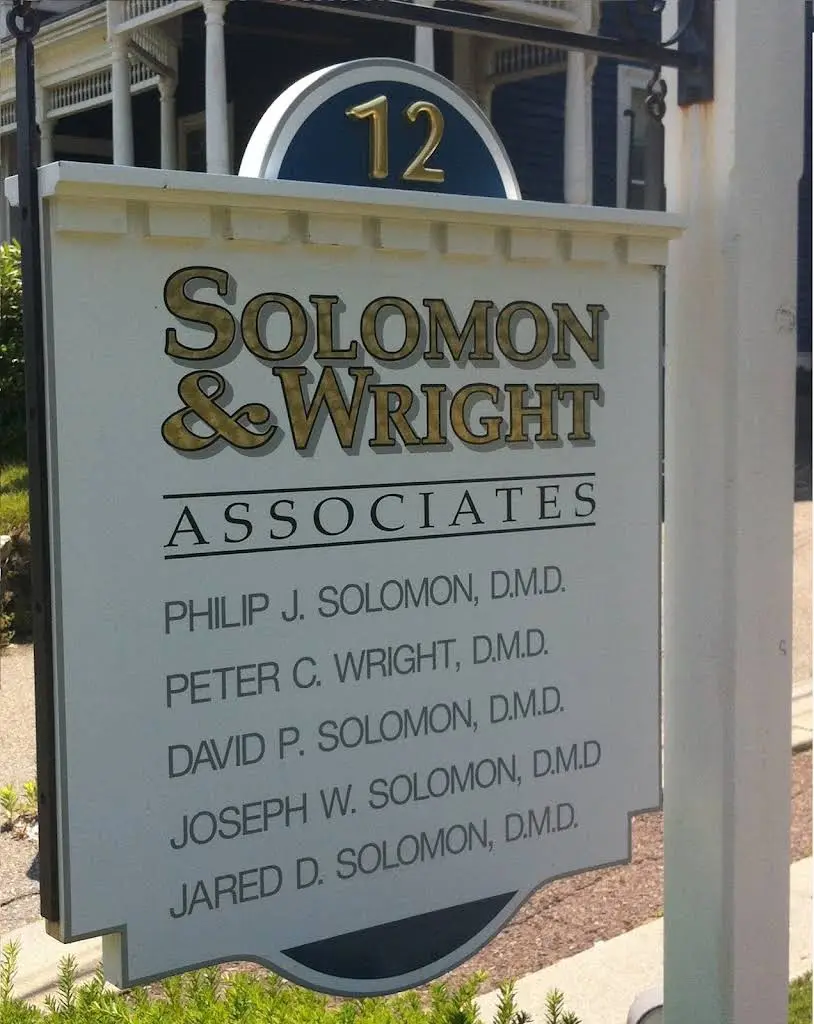 12
SOLOMON
& WRIGHT
ASSOCIATES
PHILIP J. SOLOMON, D.M.D.
PETER C. WRIGHT, D.M.D.
DAVID P. SOLOMON, D.M.D.
JOSEPH W. SOLOMON, D.M.D
JARED D. SOLOMON, D.M.D.